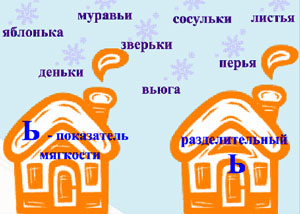 муравьи
сосульки
листья
яблонька
зверьки
перья
деньки
вьюга
Ь - показатель
мягкости
разделительный
Ь